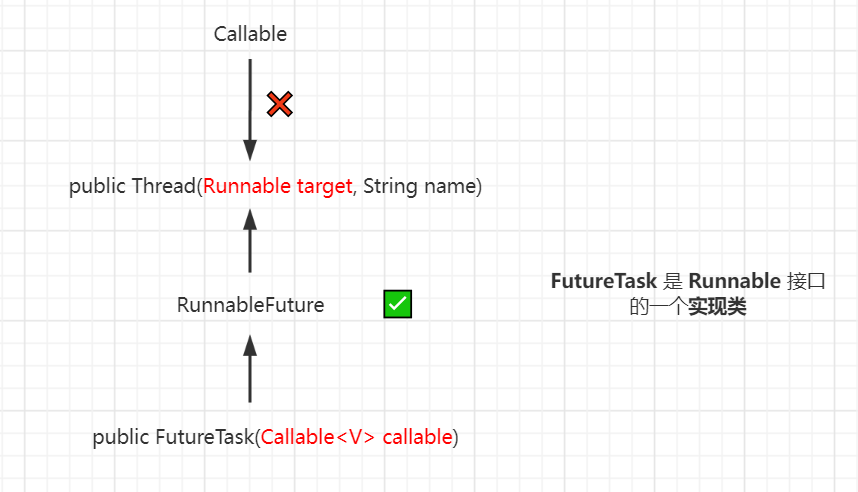 Callable
public Thread(Runnable target, String name)
RunnableFuture
FutureTask 是 Runnable 接口
的一个实现类
public FutureTask(Callable<V> callable)